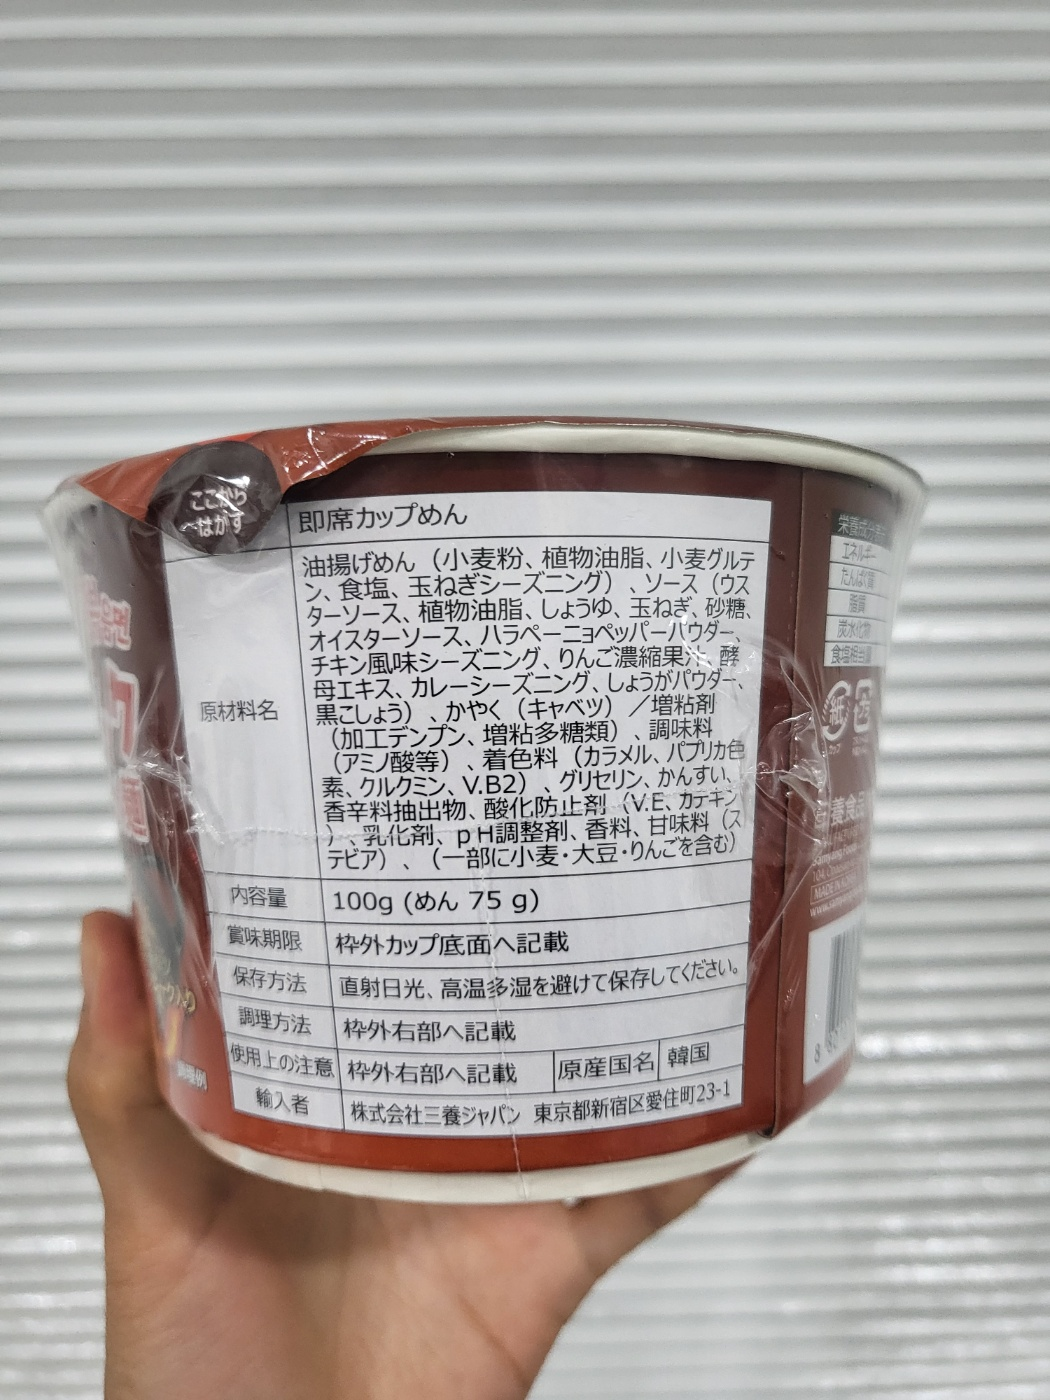 ここから
はがす
即席カップめん
原材料名
油揚げめん（小麦粉、植物油脂、小麦グルテ
ン、食塩、玉ねぎシーズニング）、ソース（ウス
ターソース、植物油脂、しょうゆ、玉ねぎ、砂糖、
オイスターソース、ハラペーニョペッパーパウダー、
チキン風味シーズニング、りんご濃縮果汁、酵
母エキス、カレーシーズニング、しょうがパウダー、
黒こしょう）、かやく（キャベツ）／増粘剤
（加工デンプン、増粘多糖類）、調味料
（アミノ酸等）、着色料（カラメル、パプリカ色
素、クルクミン、V.B2）、グリセリン、かんすい、
香辛料抽出物、酸化防止剤（V.E、カテキン
）、乳化剤、pH調整剤、香料、甘味料（ス
テビア）、（一部に小麦・大豆・りんごを含む）
内容量 100g (めん 75 g)
賞味期限 枠外カップ底面へ記載
保存方法 直射日光、高温多湿を避けて保存してください。
調理方法 枠外右部へ記載
使用上の注意 枠外右部へ記載 原産国名 韓国
輸入者 株式会社三養ジャパン 東京都新宿区愛住町23-1
栄養成分
エネルギー
たんぱく質
脂質
炭水化物
食塩相当量
紙
カップ
調理例
8